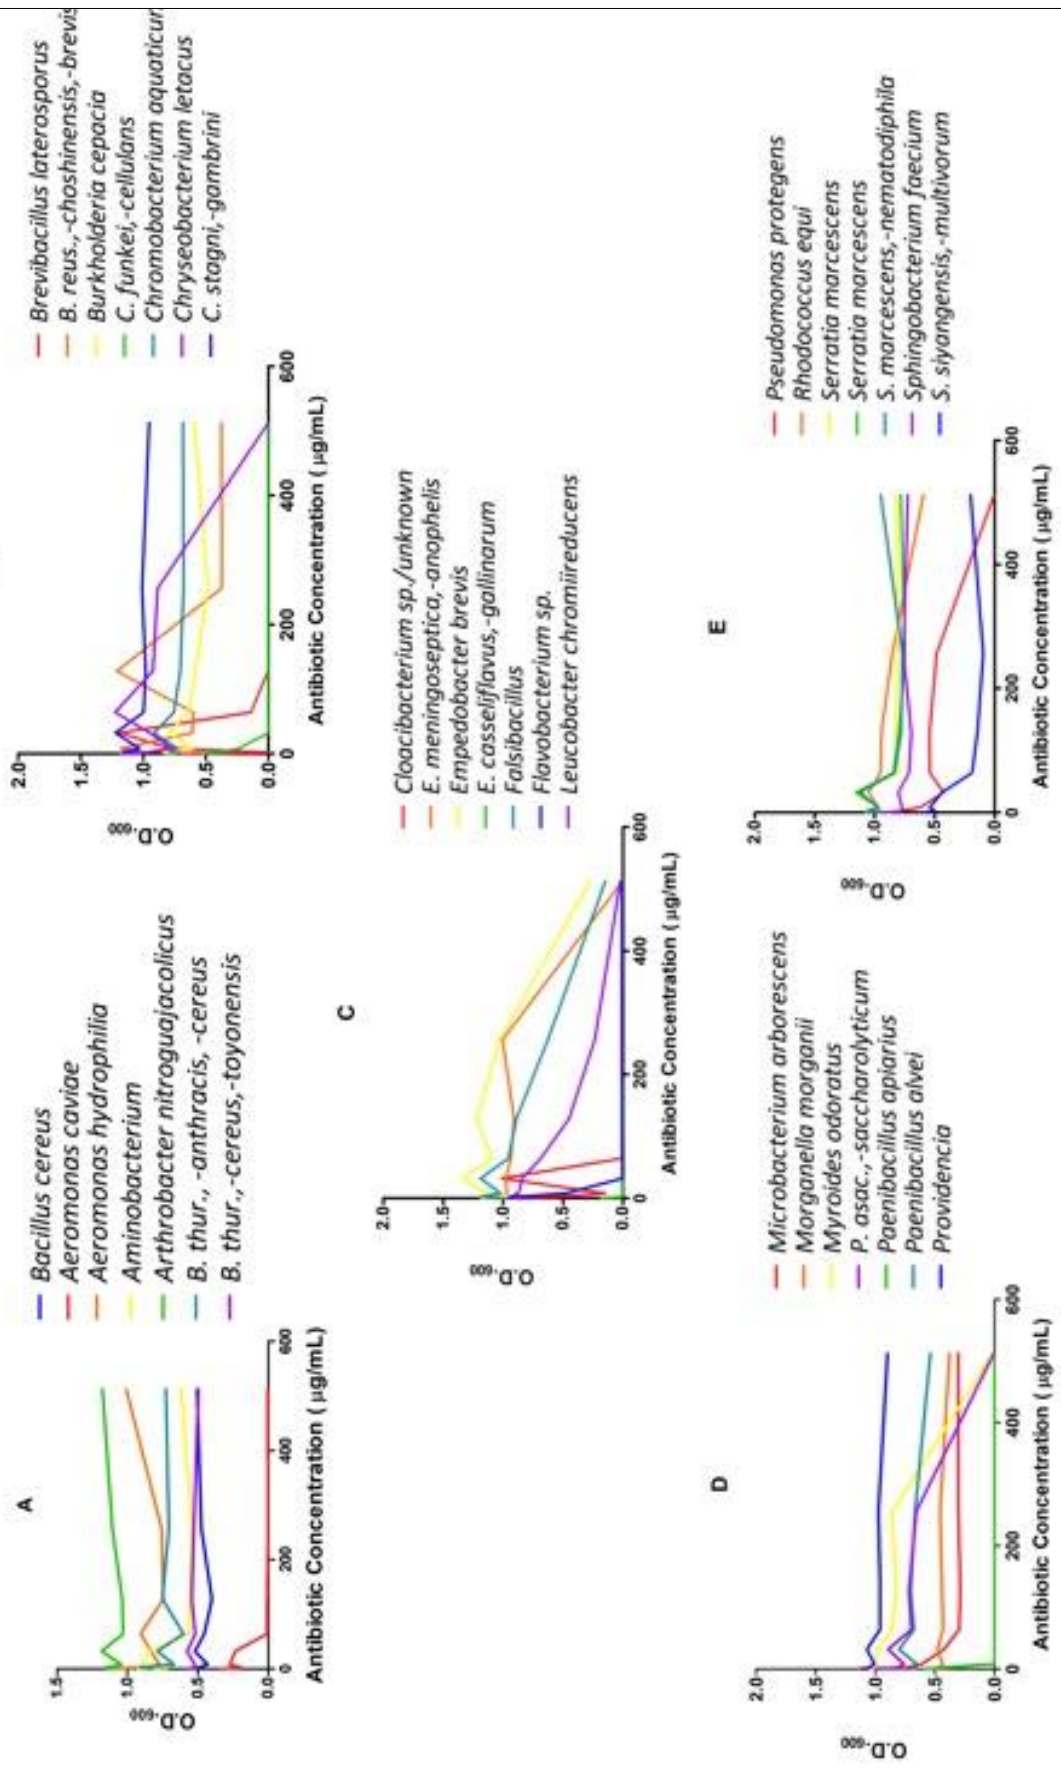 A
1.5
1.0
0.5
0.0
0 200 400 600
O.D.600
Antibiotic Concentration ( μg/mL)
Bacillus cereus
Aeromonas caviae
Aeromonas hydrophilia
Aminobacterium
Arthrobacter nitroguajacolicus
B. thur., -anthracis, -cereus
B. thur.,-cereus,-toyonensis
2.0
1.5
1.0
0.5
0.0
0 200 400 600
O.D.600
Antibiotic Concentration ( μg/mL)
Brevibacillus laterosporus
B. reus.,-choshinensis,-brevis
Burkholderia cepacia
C. funkei,-cellulans
Chromobacterium aquaticum
Chryseobacterium letacus
C. stagni,-gambrini
C
2.0
1.5
1.0
0.5
0.0
0 200 400 600
O.D.600
Antibiotic Concentration ( μg/mL)
Cloacibacterium sp./unknown
E. meningoseptica,-anophelis
Empedobacter brevis
E. casseliflavus,-gallinarum
Falsibacillus
Flavobacterium sp.
Leucobacter chromiireducens
D
2.0
1.5
1.0
0.5
0.0
0 200 400 600
O.D.600
Antibiotic Concentration ( μg/mL)
Microbacterium arborescens
Morganella morganii
Myroides odoratus
P. asac.,-saccharolyticum
Paenibacillus apiarius
Paenibacillus alvei
Providencia
E
2.0
1.5
1.0
0.5
0.0
0 200 400 600
O.D.600
Antibiotic Concentration ( μg/mL)
Pseudomonas protegens
Rhodococcus equi
Serratia marcescens
Serratia marcescens
S. marcescens,-nematodiphila
Sphingobacterium faecium
S. siyangensis,-multivorum